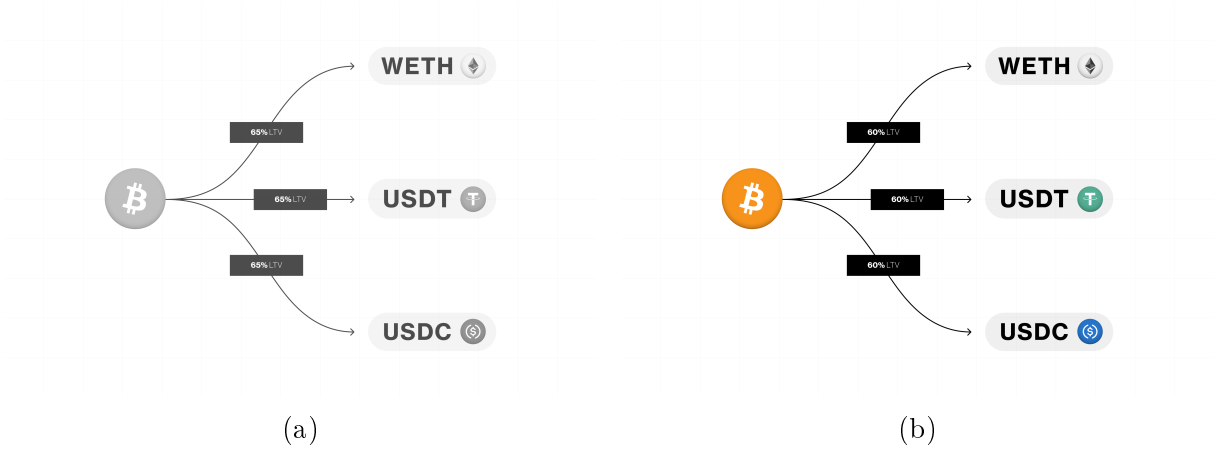 WETH
65% LTV
65% LTV
USDT
65% LTV
USDC
(a)
WETH
60% LTV
60% LTV
USDT
60% LTV
USDC
(b)